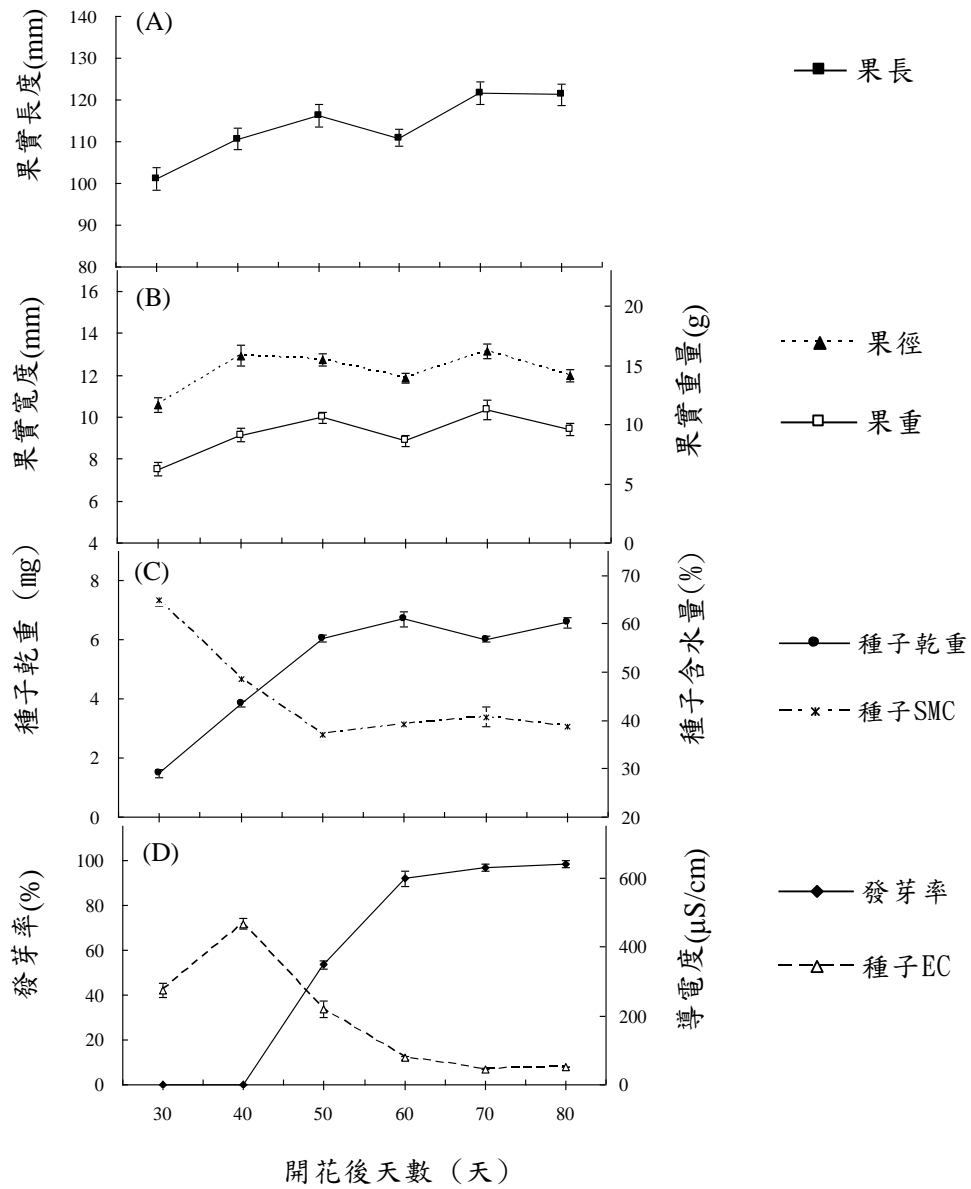 (A)
果實長度(mm)
140
130
120
110
100
90
80
果長
(B)
果實寬度(mm)
16
14
12
10
8
6
4
果實重量(g)
20
15
10
5
0
果徑
果重
(C)
種子乾重 (mg)
8
6
4
2
0
種子含水量(%)
70
60
50
40
30
20
種子乾重
種子SMC
(D)
發芽率(%)
100
80
60
40
20
0
導電度(μS/cm)
600
400
200
0
發芽率
種子EC
30 40 50 60 70 80
開花後天數（天）